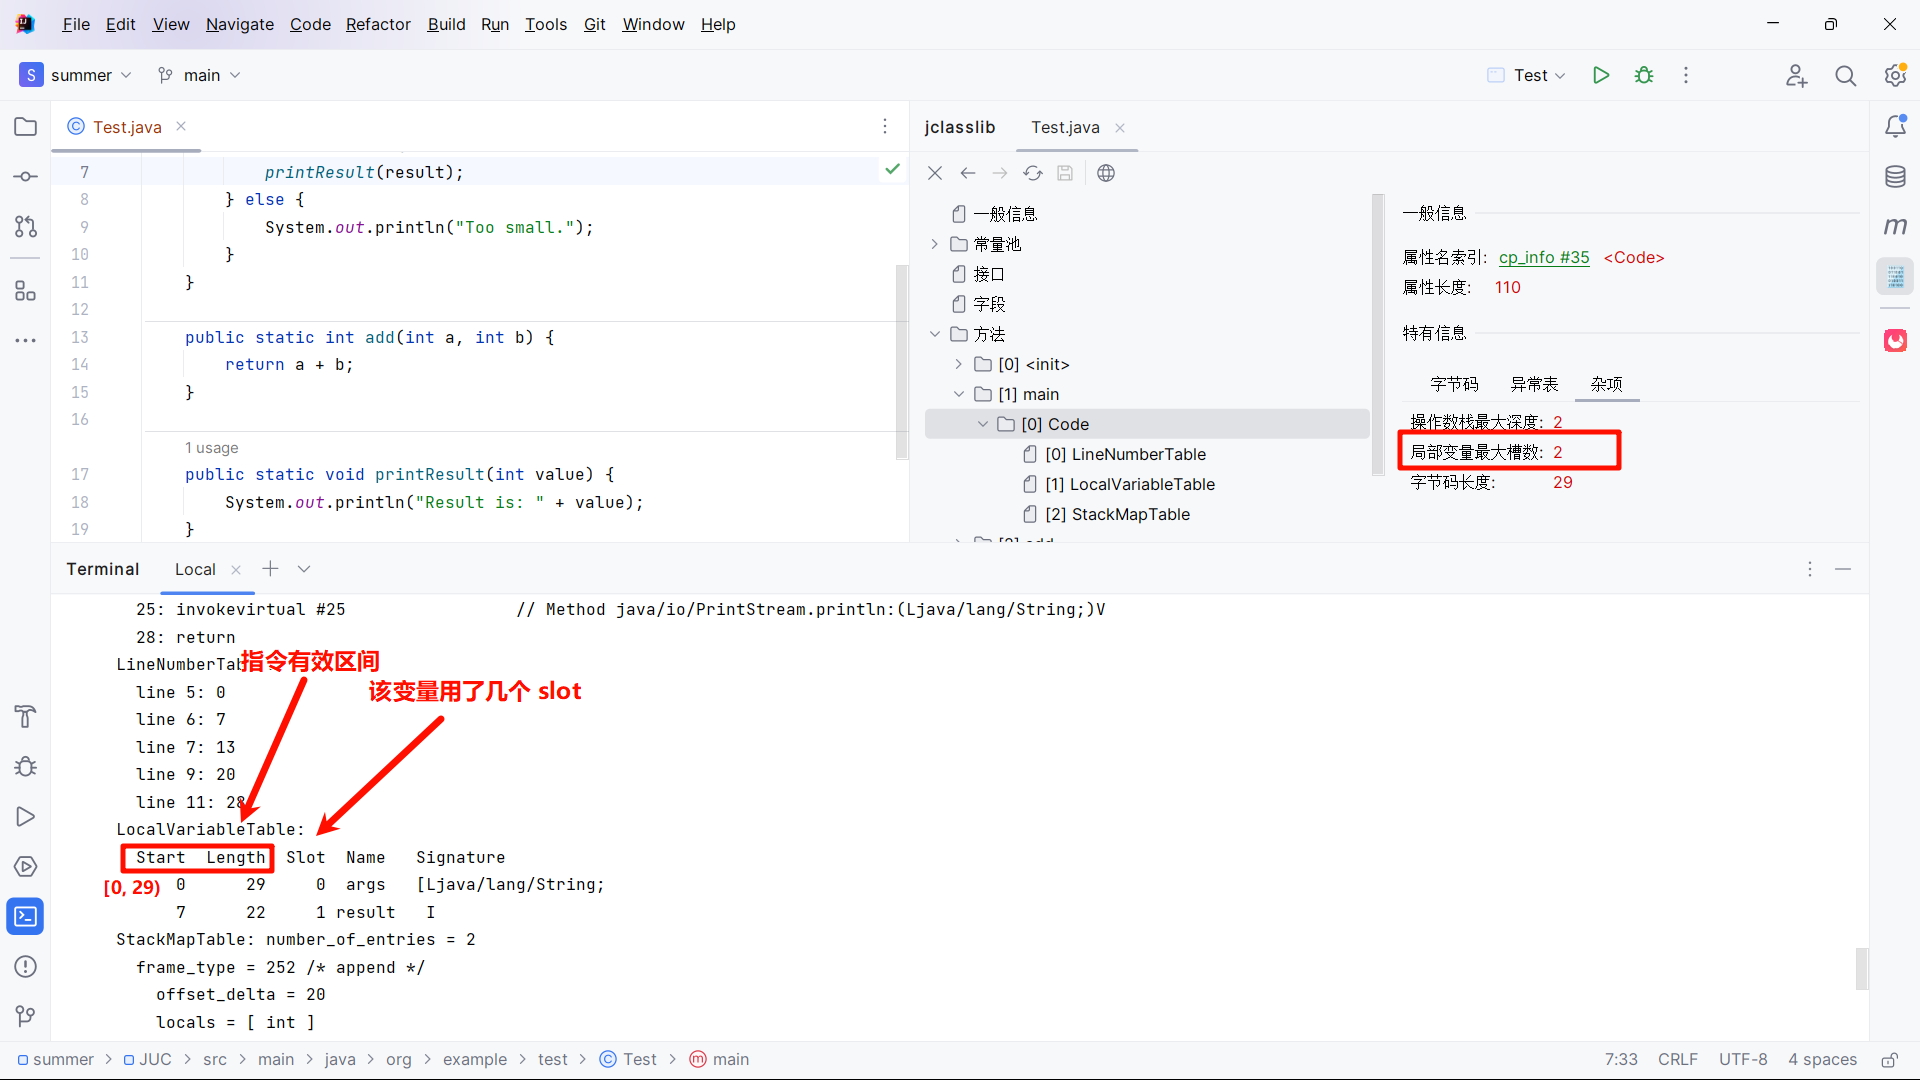 File Edit View Navigate Code Refactor Build Run Tools Git Window Help
S summer main Test
Test.java
7 printResult(result);
8 } else {
9 System.out.println("Too small.");
10 }
11 }
12
13 public static int add(int a, int b) {
14 return a + b;
15 }
16
1 usage
17 public static void printResult(int value) {
18 System.out.println("Result is: " + value);
19 }
jclasslib Test.java
一般信息
常量池
接口
字段
方法
[0] <init>
[1] main
[0] Code
[0] LineNumberTable
[1] LocalVariableTable
[2] StackMapTable
一般信息
属性名索引: cp_info #35 <Code>
属性长度: 110
特有信息
字节码 异常表 杂项
操作数栈最大深度: 2
局部变量最大槽数: 2
字节码长度: 29
m
Terminal Local
25: invokevirtual #25 // Method java/io/PrintStream.println:(Ljava/lang/String;)V
28: return
LineNumberTab
指令有效区间
line 5: 0
该变量用了几个 slot
line 6: 7
line 7: 13
line 9: 20
line 11: 28
LocalVariableTable:
Start Length Slot Name Signature
[0, 29) 0 29 0 args [Ljava/lang/String;
7 22 1 result I
StackMapTable: number_of_entries = 2
frame_type = 252 /* append */
offset_delta = 20
locals = [ int ]
summer > JUC > src > main > java > org > example > test > Test > main
7:33 CRLF UTF-8 4 spaces